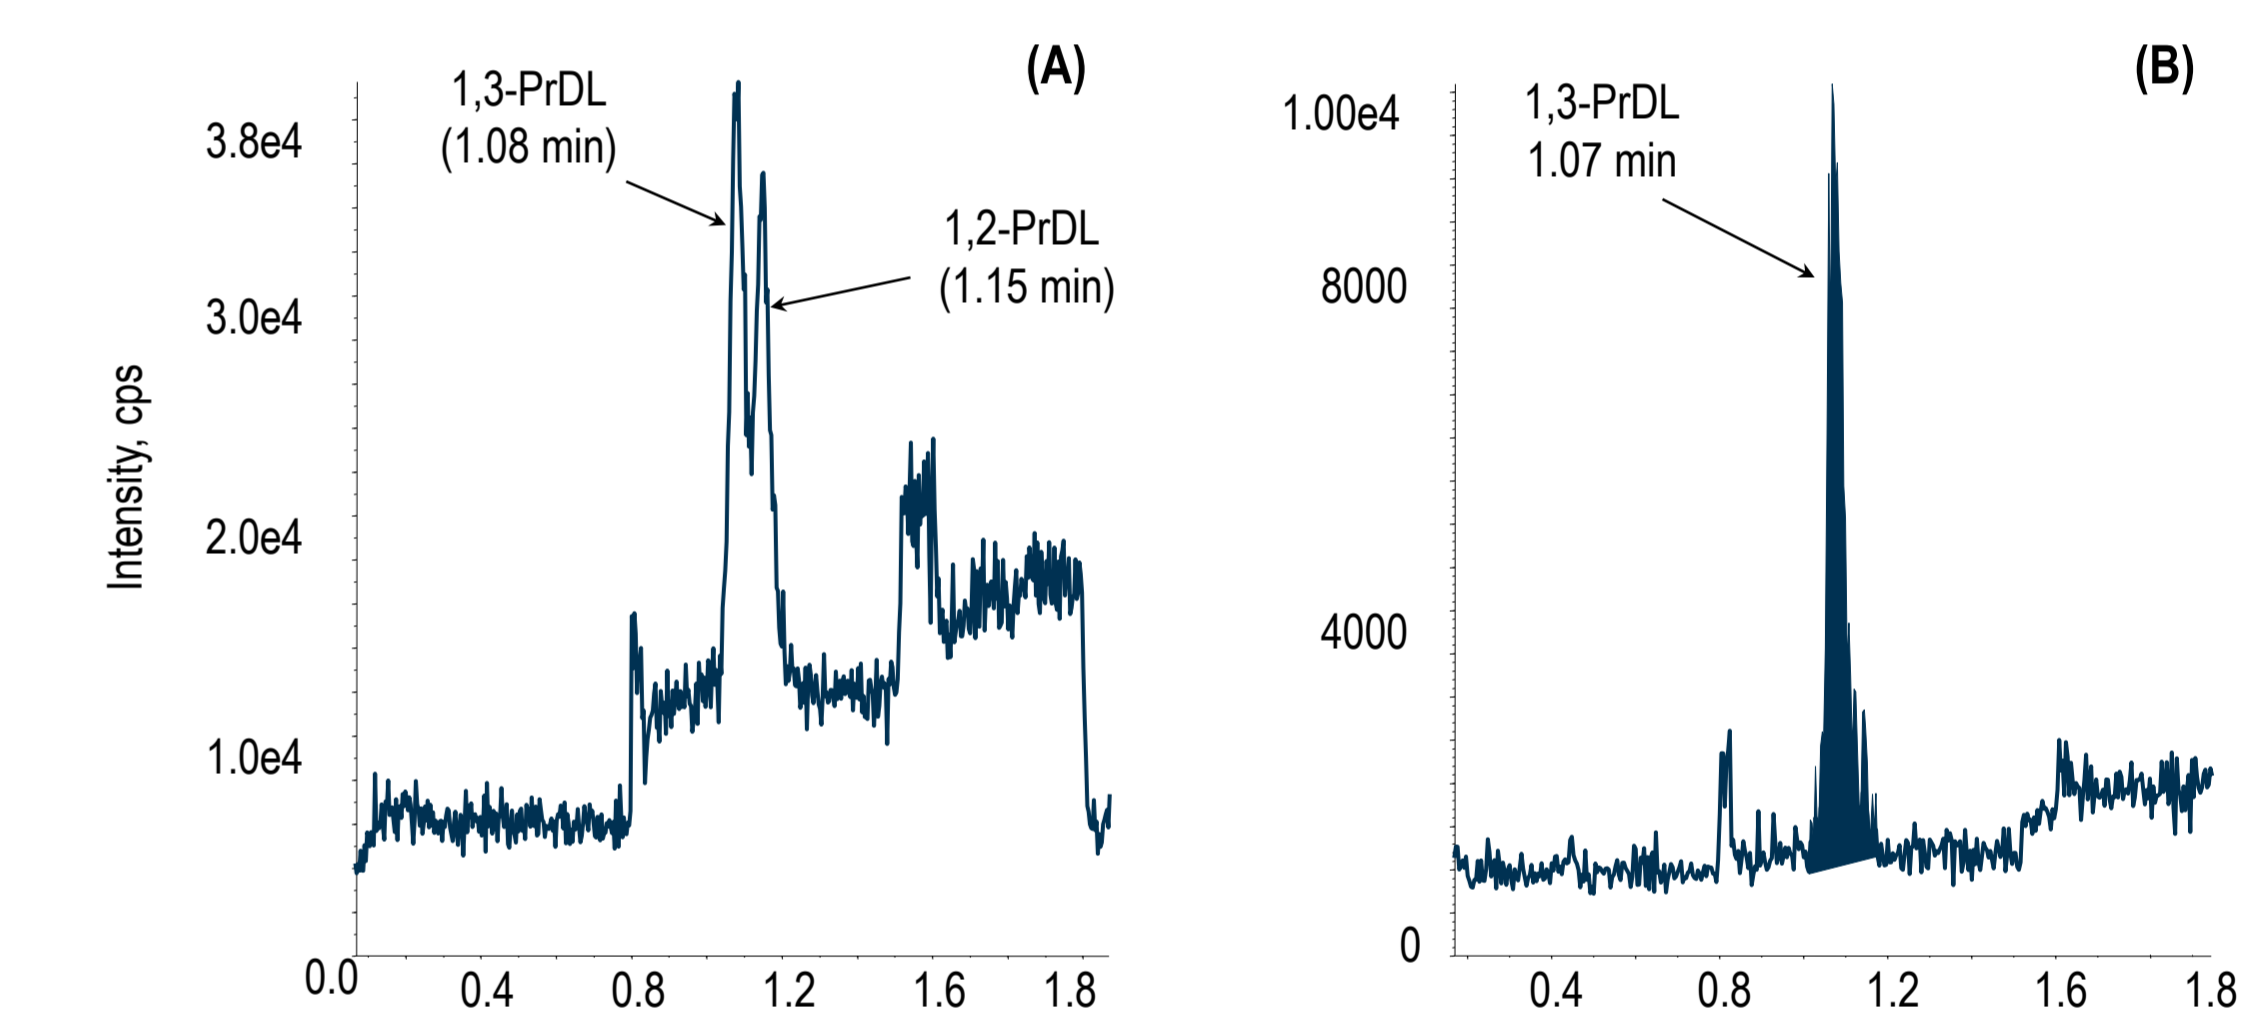 (A)
1,3-PrDL
(1.08 min)
1,2-PrDL
(1.15 min)
Intensity, cps
3.8e4
3.0e4
2.0e4
1.0e4
0.0
0.4
0.8
1.2
1.6
1.8
(B)
1,3-PrDL
1.07 min
1.00e4
8000
4000
0
0.4
0.8
1.2
1.6
1.8